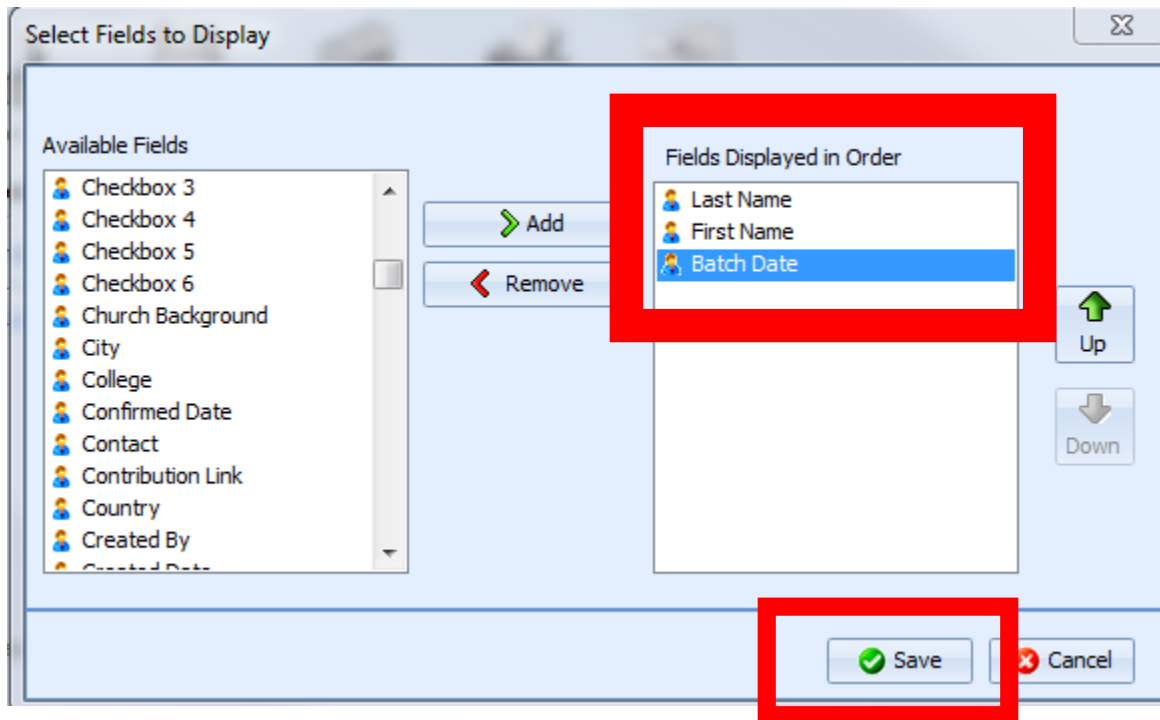 Select Fields to Display
Available Fields
Checkbox 3
Checkbox 4
Checkbox 5
Checkbox 6
Church Background
City
College
Confirmed Date
Contact
Contribution Link
Country
Created By
Created Date
Add
Remove
Fields Displayed in Order
Last Name
First Name
Batch Date
Up
Down
Save
Cancel